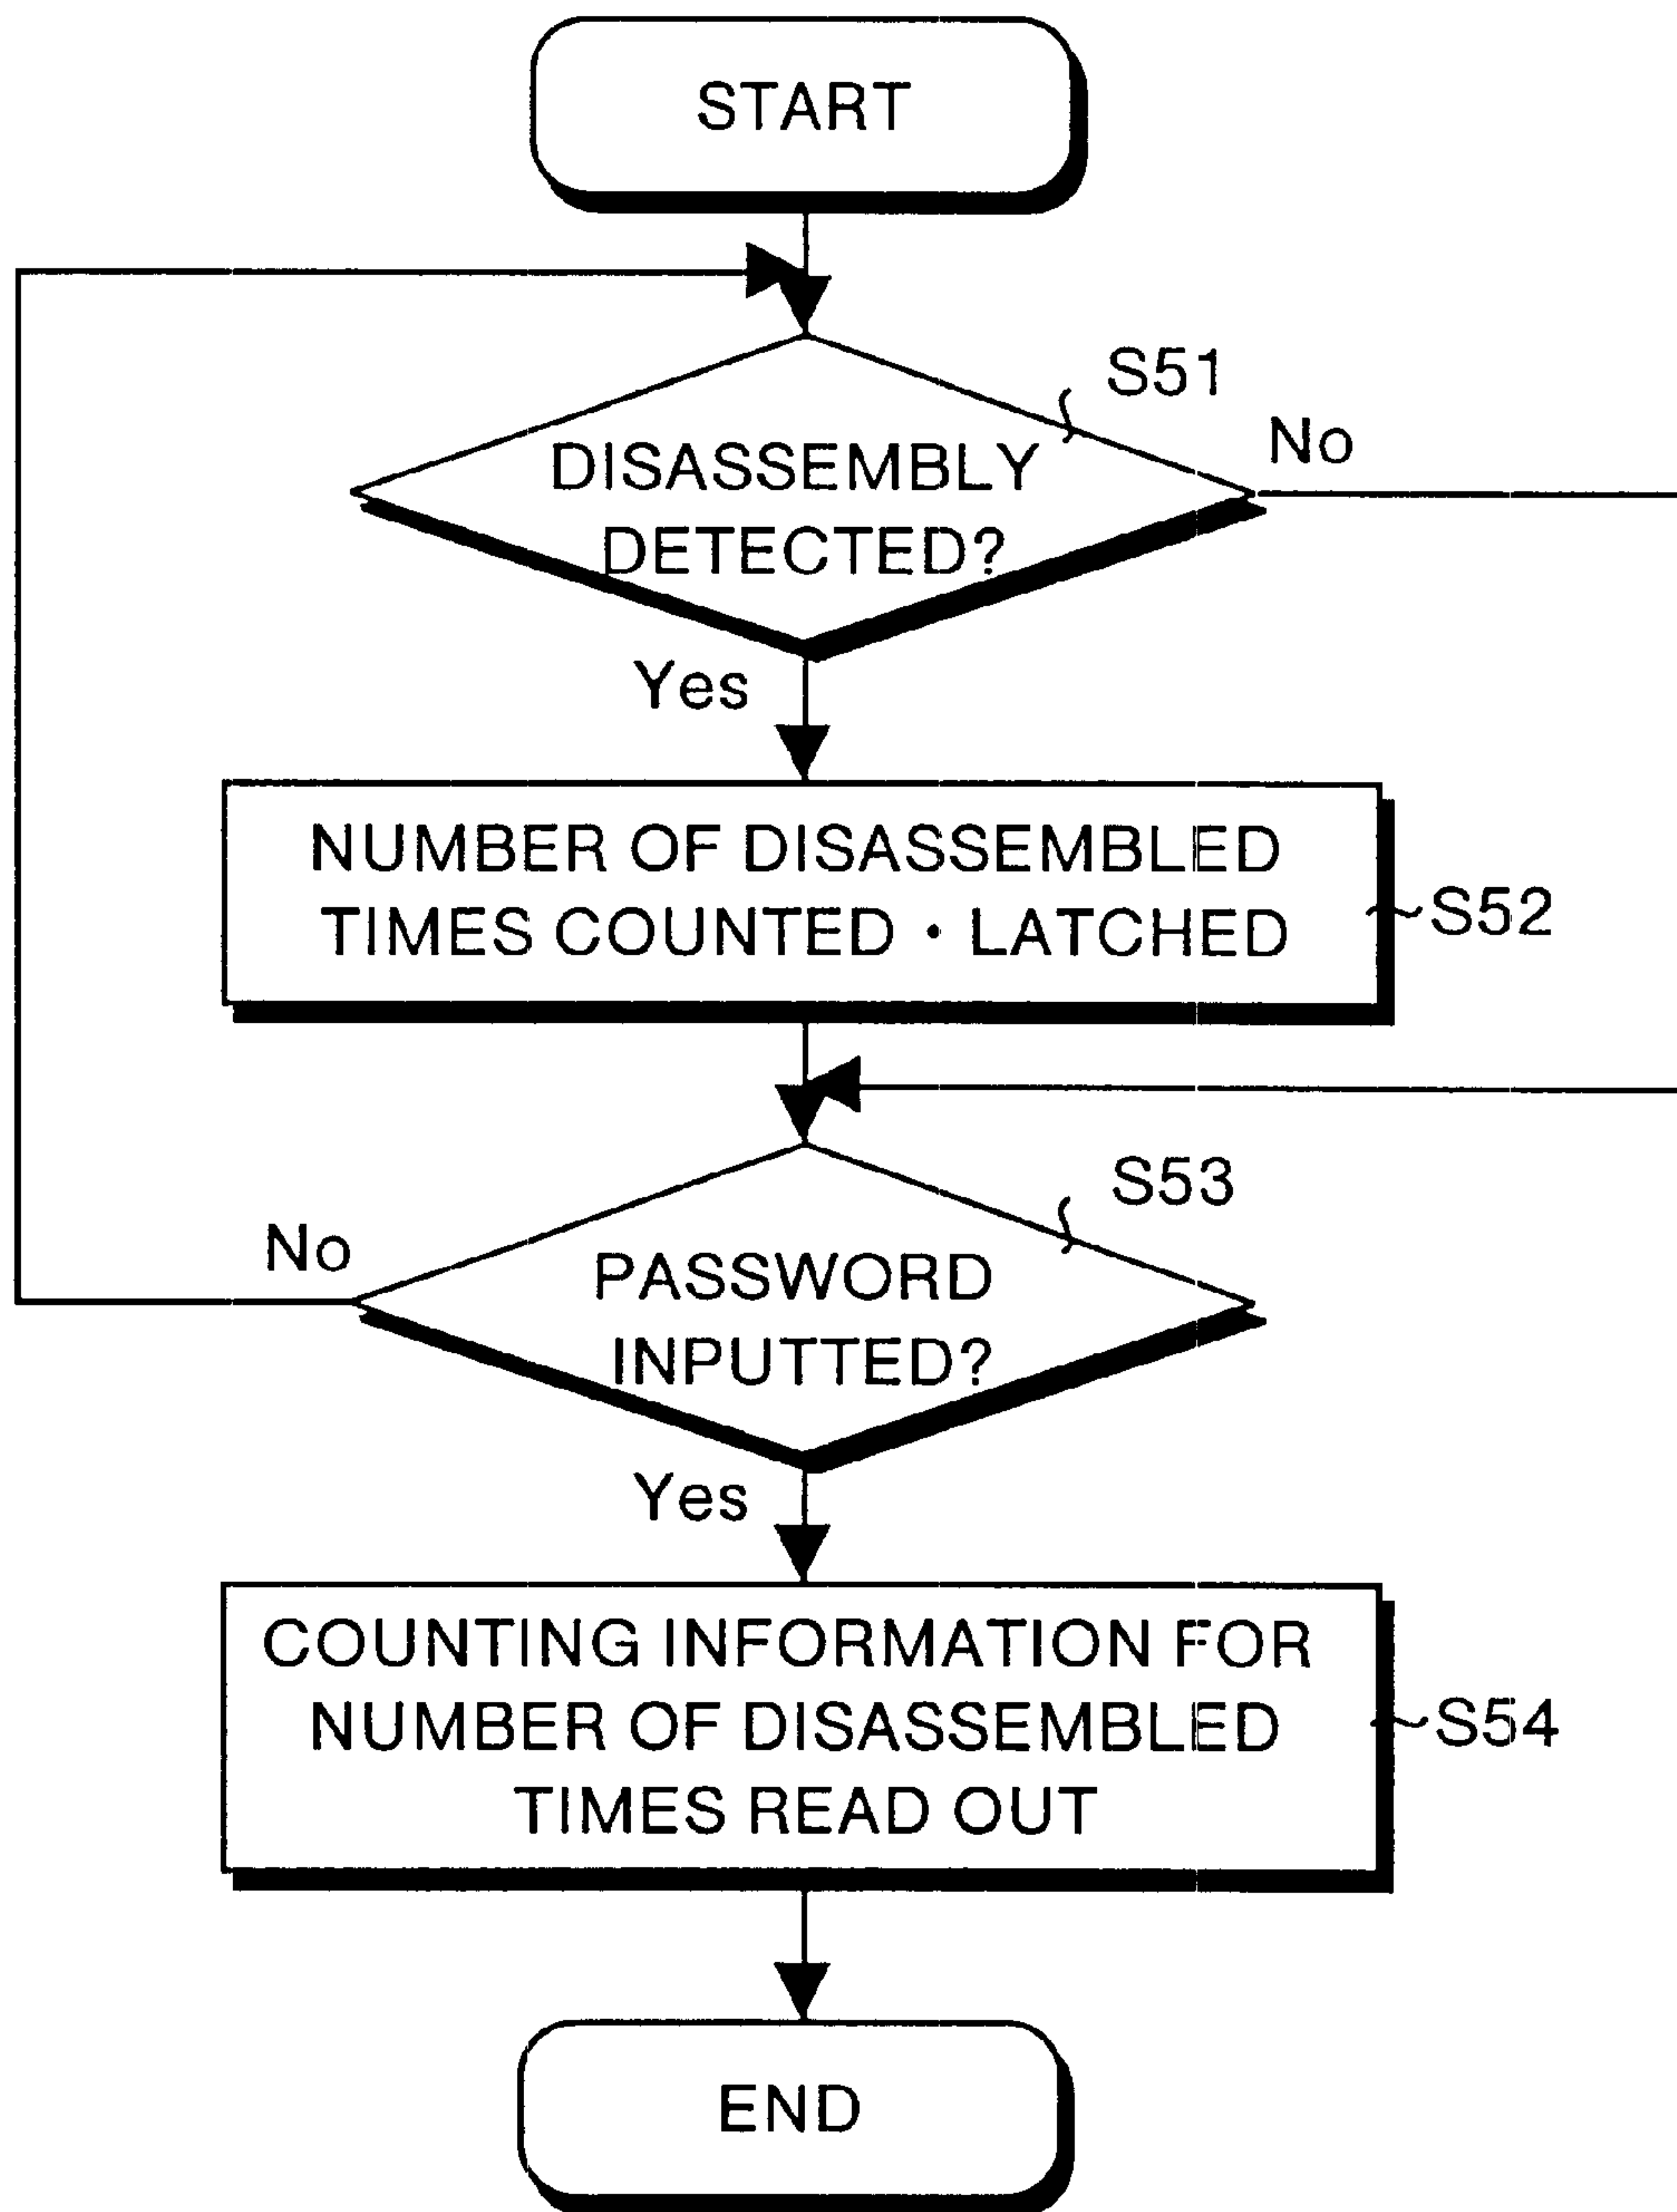 START
S51
No
DISASSEMBLY
DETECTED?
Yes
NUMBER OF DISASSEMBLED
TIMES COUNTED・LATCHED
S52
S53
No
PASSWORD
INPUTTED?
Yes
COUNTING INFORMATION FOR
NUMBER OF DISASSEMBLED
TIMES READ OUT
S54
END